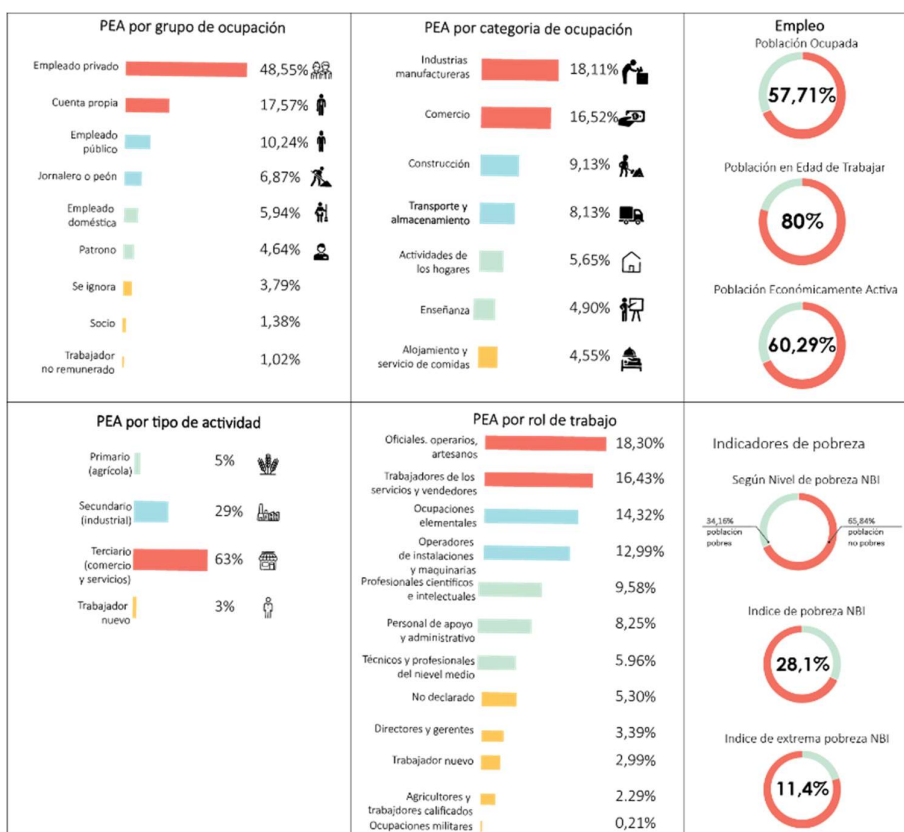 PEA por grupo de ocupación
Empleado privado
48,55%
Cuenta propia
17,57%
Empleado
público
10,24%
Jornalero o peón
6,87%
Empleado
doméstica
5,94%
Patrono
4,64%
Se ignora
3,79%
Socio
1,38%
Trabajador
no remunerado
1,02%
PEA por categoria de ocupación
Industrias
manufactureras
18,11%
Comercio
16,52%
Construcción
9,13%
Transporte y
almacenamiento
8,13%
Actividades de
los hogares
5,65%
Enseñanza
4,90%
Alojamiento y
servicio de comidas
4,55%
Empleo
Población Ocupada
57,71%
Población en Edad de Trabajar
80%
Población Económicamente Activa
60,29%
PEA por tipo de actividad
Primario
(agrícola)
5%
Secundario
(industrial)
29%
Terciario
(comercio
y servicios)
63%
Trabajador
nuevo
3%
PEA por rol de trabajo
Oficiales. operarios,
artesanos
18,30%
Trabajadores de los
servicios y vendedores
16,43%
Ocupaciones
elementales
14,32%
Operadores
de instalaciones
y maquinarias
12,99%
Profesionales científicos
e intelectuales
9,58%
Personal de apoyo
y administrativo
8,25%
Técnicos y profesionales
del nievel medio
5.96%
No declarado
5,30%
Directores y gerentes
3,39%
Trabajador nuevo
2,99%
Agricultores y
trabajdores calificados
2.29%
Ocupaciones militares
0,21%
Indicadores de pobreza
Según Nivel de pobreza NBI
34,16%
poblacion
pobres
65,84%
población
no pobres
Indice de pobreza NBI
28,1%
Indice de extrema pobreza NBI
11,4%